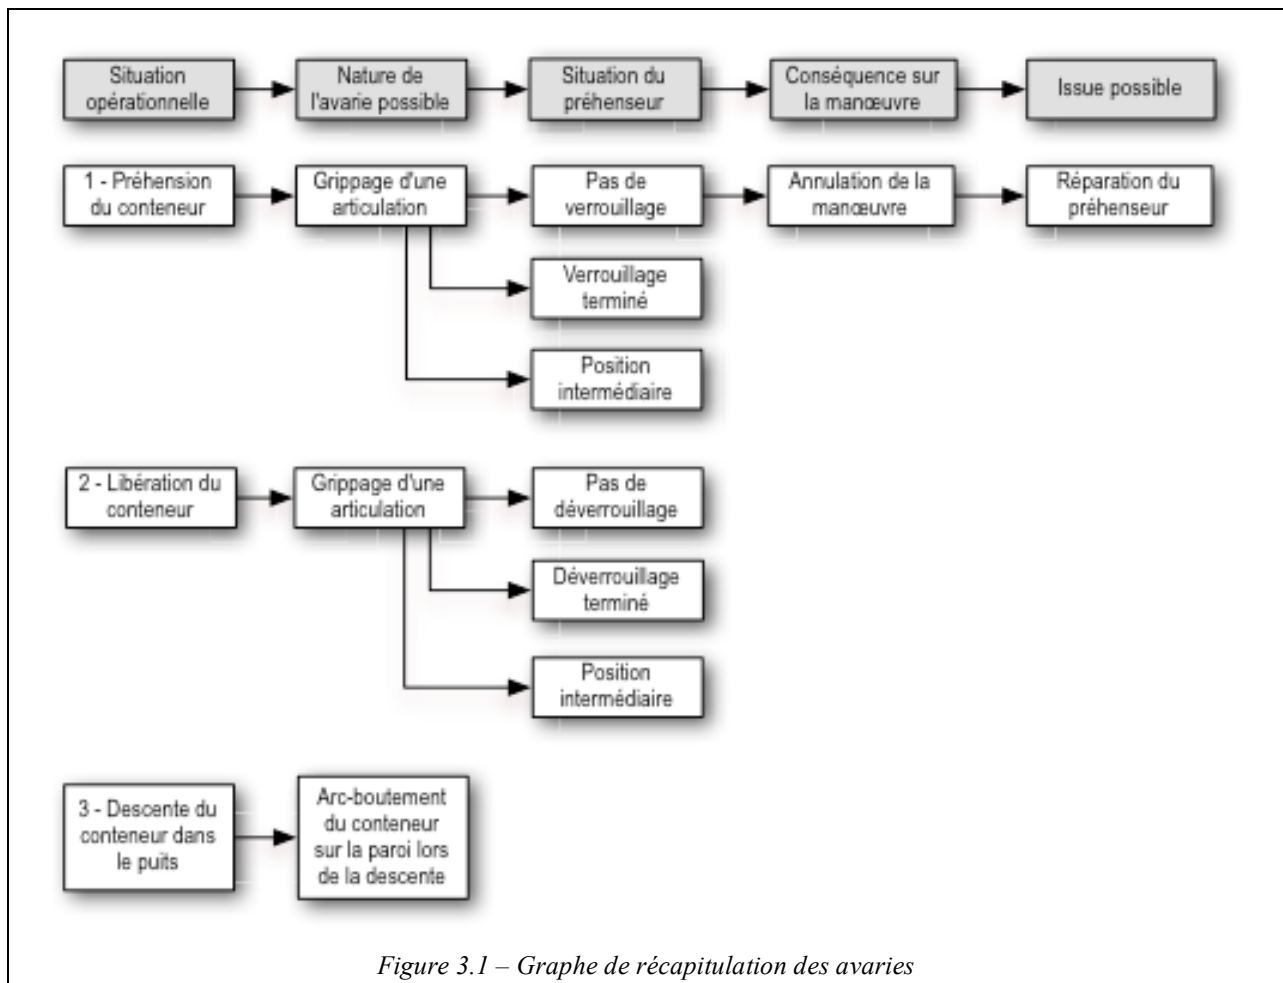 Situation
opérationnelle
Nature de
l'avarie possible
Situation du
préhenseur
Conséquence sur
la manœuvre
Issue possible
1 - Préhension
du conteneur
Grippage d'une
articulation
Pas de
verrouillage
Annulation de la
manœuvre
Réparation du
préhenseur
Verrouillage
terminé
Position
intermédiaire
2 - Libération du
conteneur
Grippage d'une
articulation
Pas de
déverrouillage
Déverrouillage
terminé
Position
intermédiaire
3 - Descente du
conteneur dans
le puits
Arc-boutement
du conteneur
sur la paroi lors
de la descente
Figure 3.1 – Graphe de récapitulation des avaries